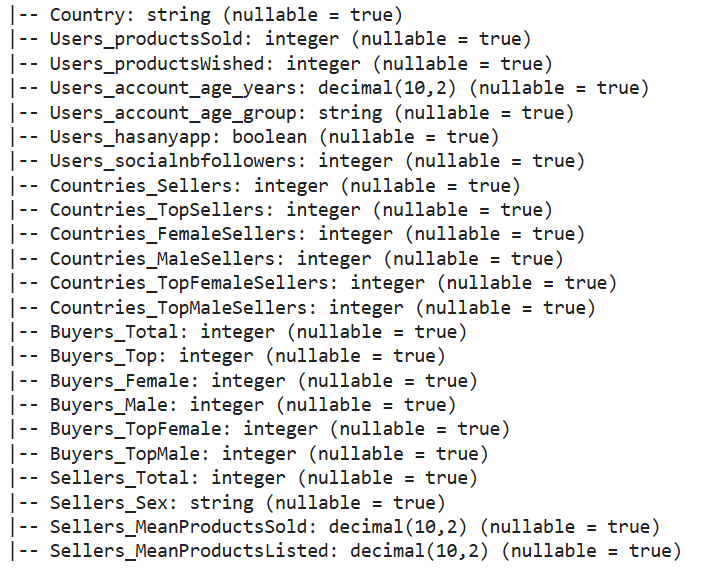 |-- Country: string (nullable = true)
|-- Users_productsSold: integer (nullable = true)
|-- Users_productsWished: integer (nullable = true)
|-- Users_account_age_years: decimal(10,2) (nullable = true)
|-- Users_account_age_group: string (nullable = true)
|-- Users_hasanyapp: boolean (nullable = true)
|-- Users_socialnbfollowers: integer (nullable = true)
|-- Countries_Sellers: integer (nullable = true)
|-- Countries_TopSellers: integer (nullable = true)
|-- Countries_FemaleSellers: integer (nullable = true)
|-- Countries_MaleSellers: integer (nullable = true)
|-- Countries_TopFemaleSellers: integer (nullable = true)
|-- Countries_TopMaleSellers: integer (nullable = true)
|-- Buyers_Total: integer (nullable = true)
|-- Buyers_Top: integer (nullable = true)
|-- Buyers_Female: integer (nullable = true)
|-- Buyers_Male: integer (nullable = true)
|-- Buyers_TopFemale: integer (nullable = true)
|-- Buyers_TopMale: integer (nullable = true)
|-- Sellers_Total: integer (nullable = true)
|-- Sellers_Sex: string (nullable = true)
|-- Sellers_MeanProductsSold: decimal(10,2) (nullable = true)
|-- Sellers_MeanProductsListed: decimal(10,2) (nullable = true)